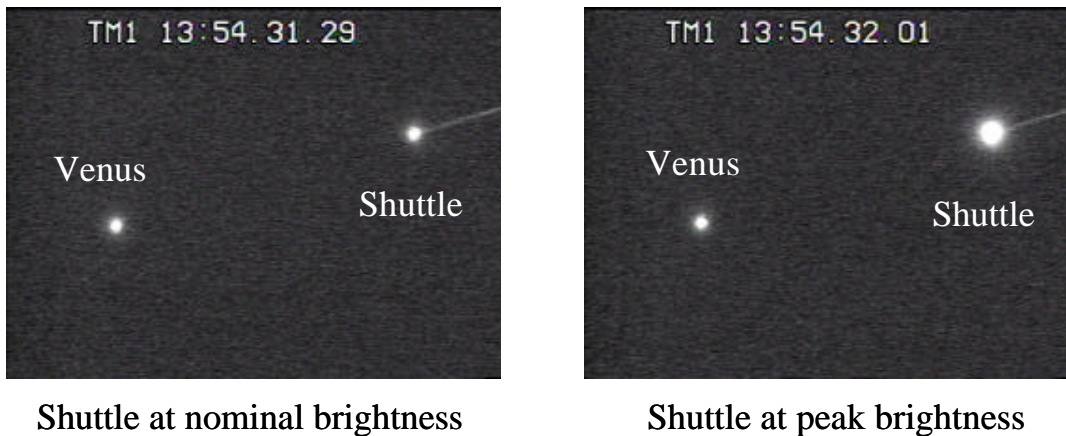 TM1 13:54.31.29
Venus
Shuttle
Shuttle at nominal brightness
TM1 13:54.32.01
Venus
Shuttle
Shuttle at peak brightness